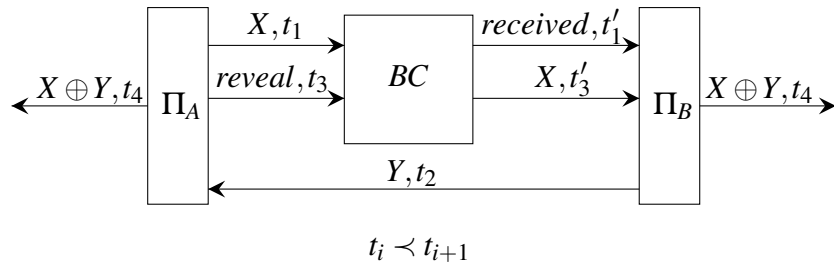 X, t₁
received, t′₁
X ⊕ Y, t₄
Π_A
reveal, t₃
BC
X, t′₃
Π_B
X ⊕ Y, t₄
Y, t₂
tᵢ ≺ tᵢ₊₁